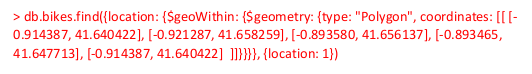 > db.bikes.find({location: {$geoWithin: {$geometry: {type: "Polygon", coordinates: [[ [-
0.914387, 41.640422], [-0.921287, 41.658259], [-0.893580, 41.656137], [-0.893465,
41.647713], [-0.914387, 41.640422]  ]]}}}}, {location: 1})